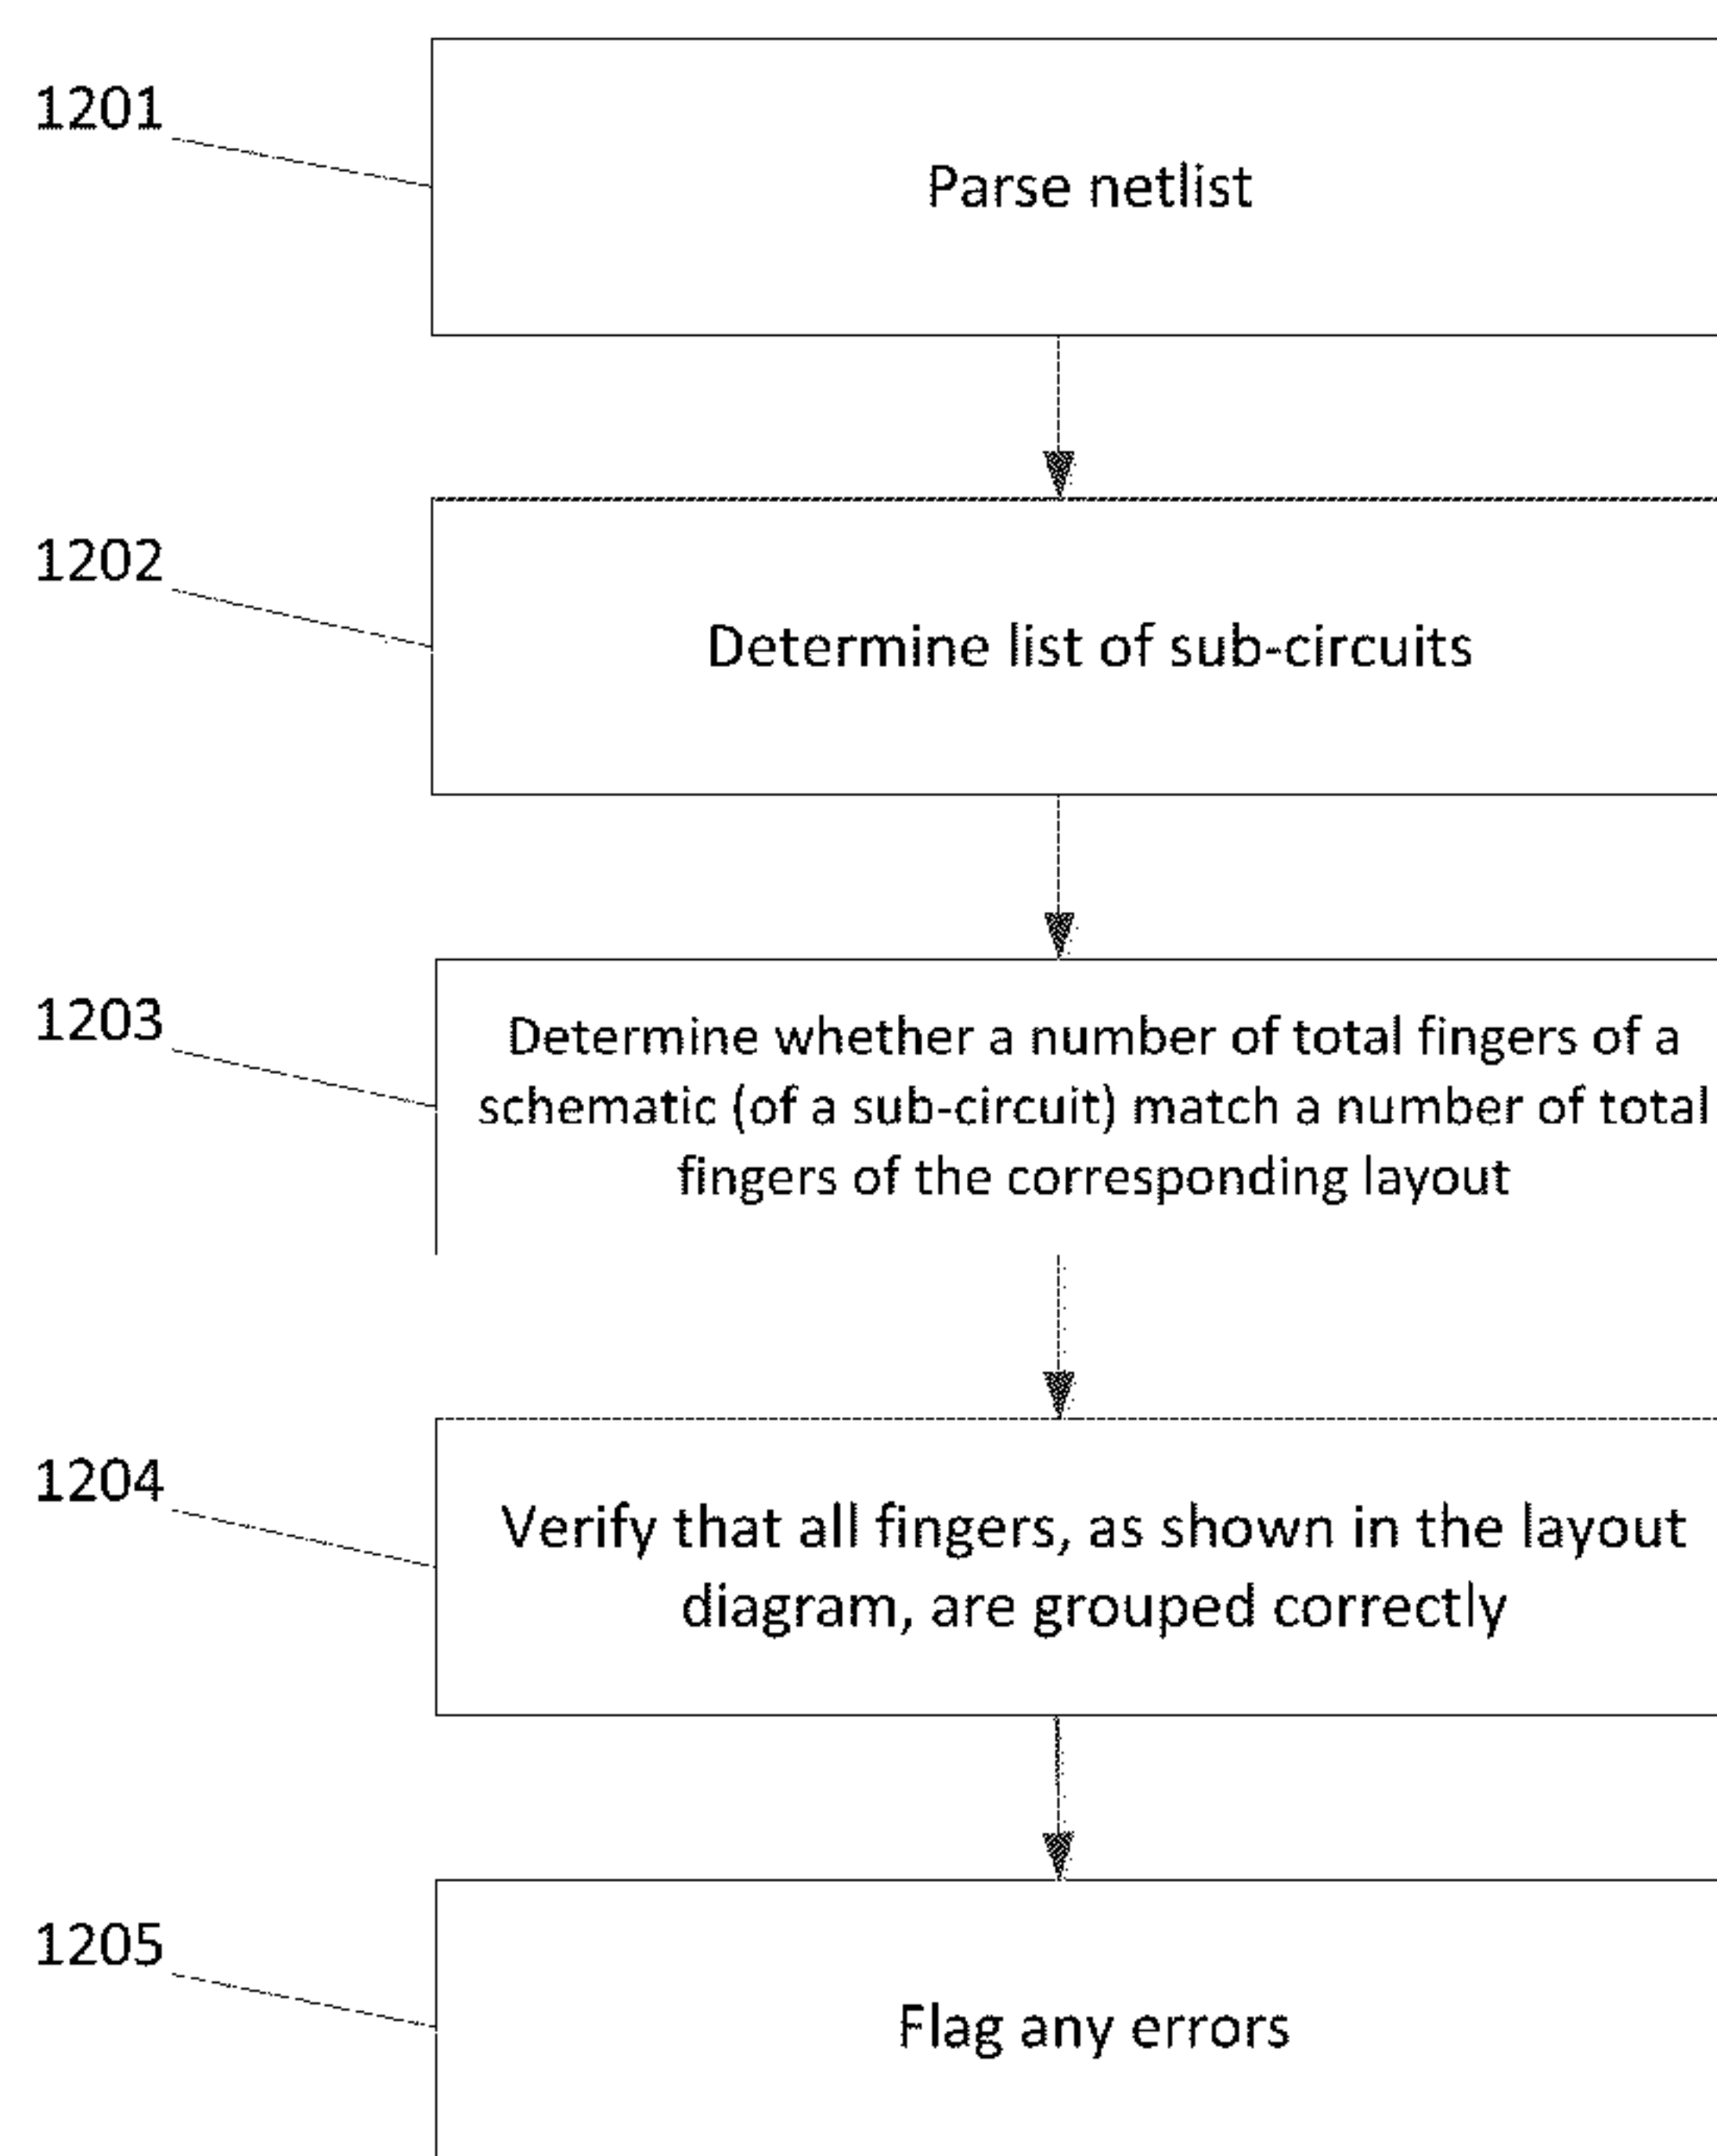 1201
Parse netlist
1202
Determine list of sub-circuits
1203
Determine whether a number of total fingers of a
schematic (of a sub-circuit) match a number of total
fingers of the corresponding layout
1204
Verify that all fingers, as shown in the layout
diagram, are grouped correctly
1205
Flag any errors